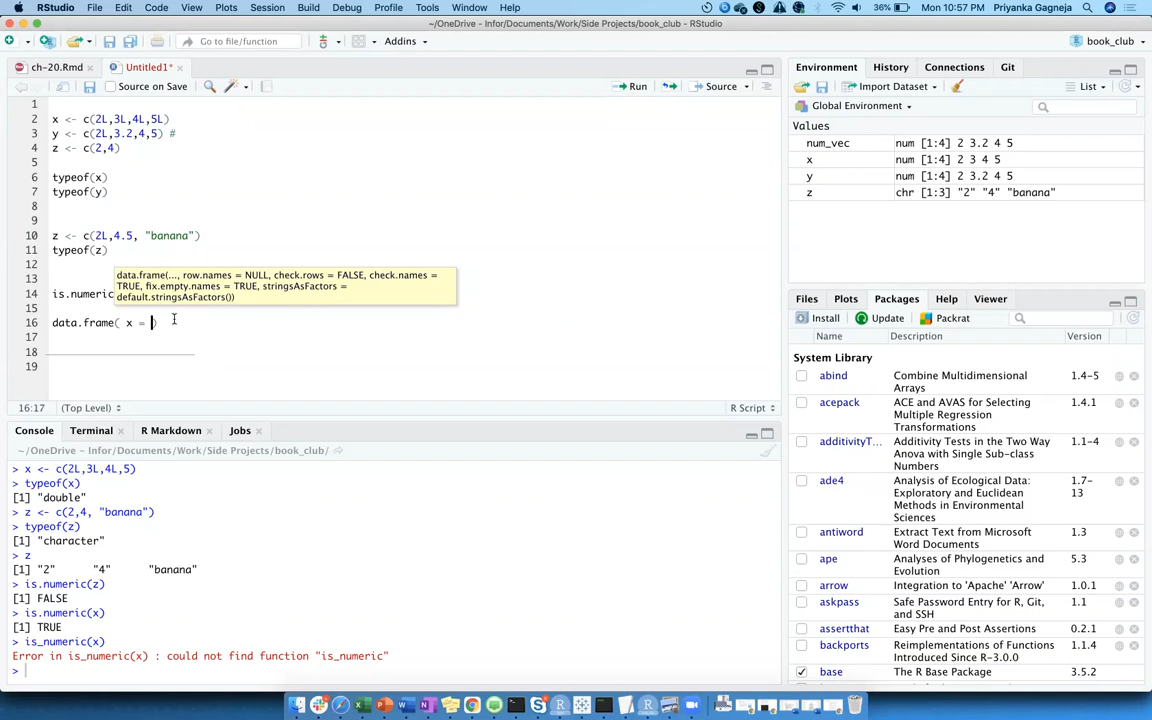 RStudio File Edit Code View Plots Session Build Debug Profile Tools Window Help 36% Mon 10:57 PM Priyanka Gagneja
~/OneDrive - Infor/Documents/Work/Side Projects/book_club - RStudio
Go to file/function Addins book_club
ch-20.Rmd Untitled1*
Source on Save Run Source
1
2 x <- c(2L,3L,4L,5L)
3 y <- c(2L,3.2,4,5) #
4 z <- c(2,4)
5
6 typeof(x)
7 typeof(y)
8
9
10 z <- c(2L,4.5, "banana")
11 typeof(z)
12
13
14 is.numeric
15
16 data.frame( x = )
17
18
19
data.frame(..., row.names = NULL, check.rows = FALSE, check.names =
TRUE, fix.empty.names = TRUE, stringsAsFactors =
default.stringsAsFactors())
16:17 (Top Level) R Script
Console Terminal R Markdown Jobs
~/OneDrive - Infor/Documents/Work/Side Projects/book_club/
> x <- c(2L,3L,4L,5)
> typeof(x)
[1] "double"
> z <- c(2,4, "banana")
> typeof(z)
[1] "character"
> z
[1] "2" "4" "banana"
> is.numeric(z)
[1] FALSE
> is.numeric(x)
[1] TRUE
> is_numeric(x)
Error in is_numeric(x) : could not find function "is_numeric"
>
Environment History Connections Git
Import Dataset List
Global Environment
Values
num_vec num [1:4] 2 3.2 4 5
x num [1:4] 2 3 4 5
y num [1:4] 2 3.2 4 5
z chr [1:3] "2" "4" "banana"
Files Plots Packages Help Viewer
Install Update Packrat
Name Description Version
System Library
abind Combine Multidimensional Arrays 1.4-5
acepack ACE and AVAS for Selecting Multiple Regression Transformations 1.4.1
additivityT... Additivity Tests in the Two Way Anova with Single Sub-class Numbers 1.1-4
ade4 Analysis of Ecological Data: Exploratory and Euclidean Methods in Environmental Sciences 1.7-13
antiword Extract Text from Microsoft Word Documents 1.3
ape Analyses of Phylogenetics and Evolution 5.3
arrow Integration to 'Apache' 'Arrow' 1.0.1
askpass Safe Password Entry for R, Git, and SSH 1.1
assertthat Easy Pre and Post Assertions 0.2.1
backports Reimplementations of Functions Introduced Since R-3.0.0 1.1.4
base The R Base Package 3.5.2